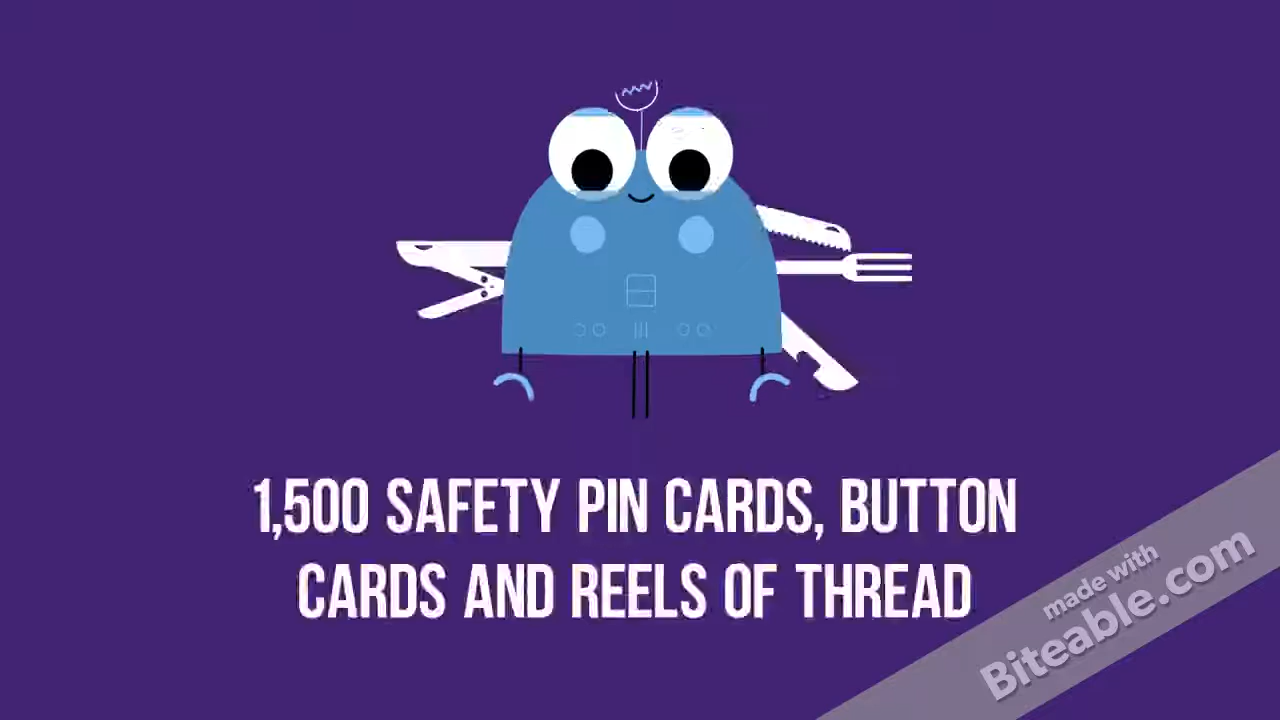 1,500 SAFETY PIN CARDS, BUTTON
CARDS AND REELS OF THREAD
made with
Biteable.com